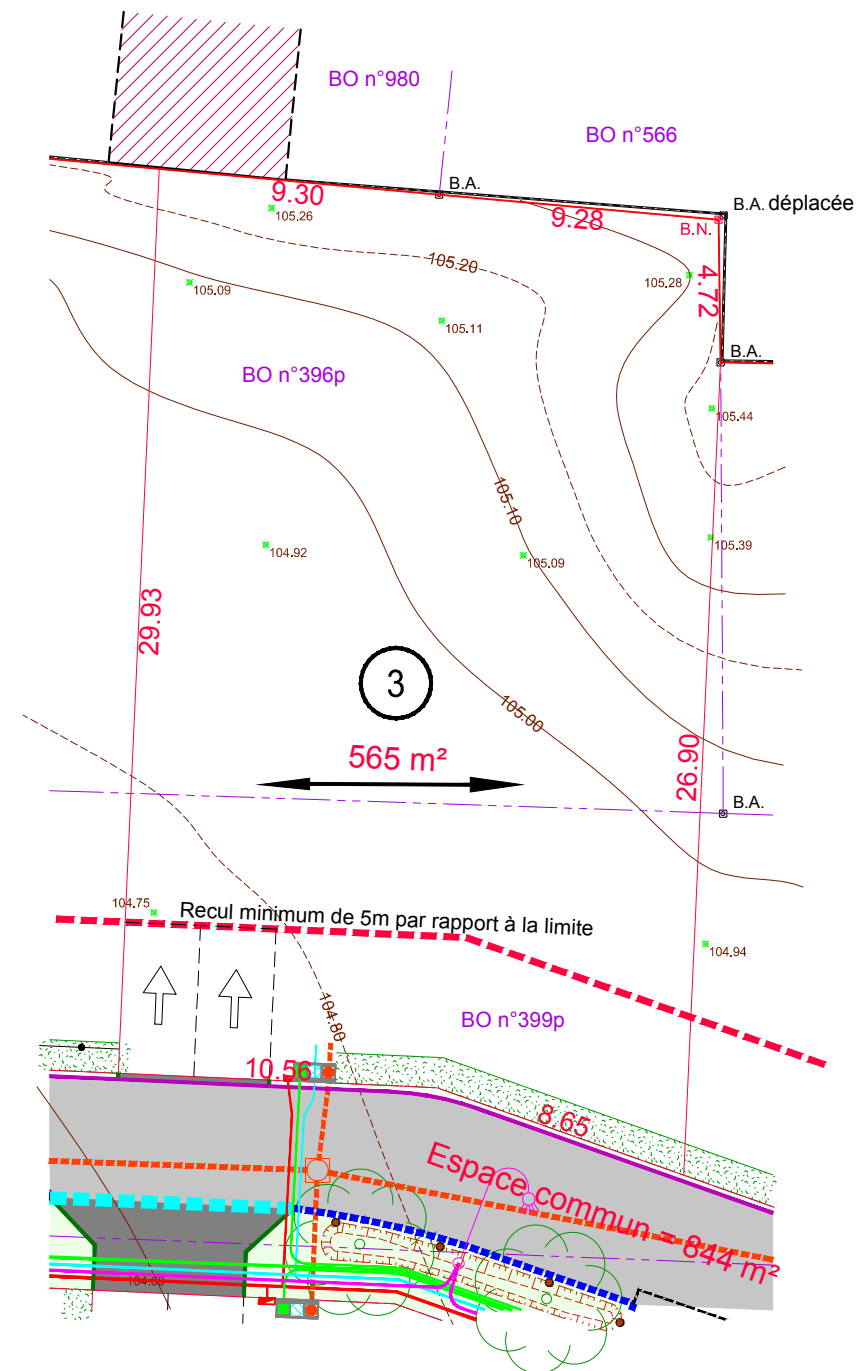 BO n°980
BO n°566
9.30
B.A.
105.26
9.28
B.A. déplacée
B.N.
105.20
105.28
4.72
105.09
105.11
B.A.
BO n°396p
105.44
105.10
104.92
105.09
105.39
29.93
3
105.00
565 m²
26.90
B.A.
104.75
Recul minimum de 5m par rapport à la limite
104.94
104.80
BO n°399p
10.56
8.65
Espace commun = 844 m²